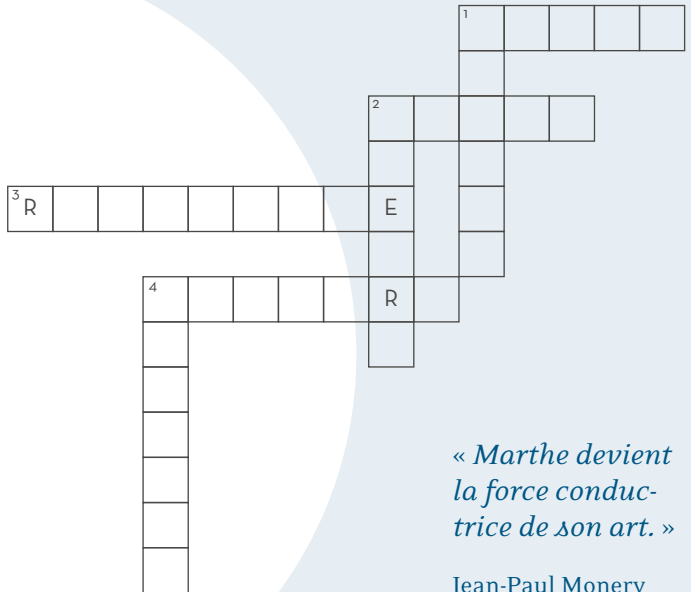 1
2
3 R E
4 R
« Marthe devient
la force conduc-
trice de son art. »
Jean-Paul Monery